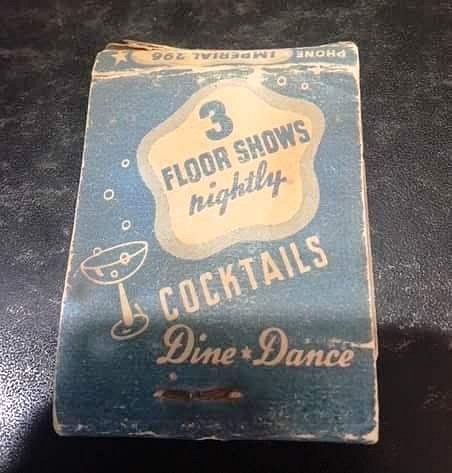 PHONE IMPERIAL 296
3
FLOOR SHOWS
nightly
COCKTAILS
Dine ★ Dance